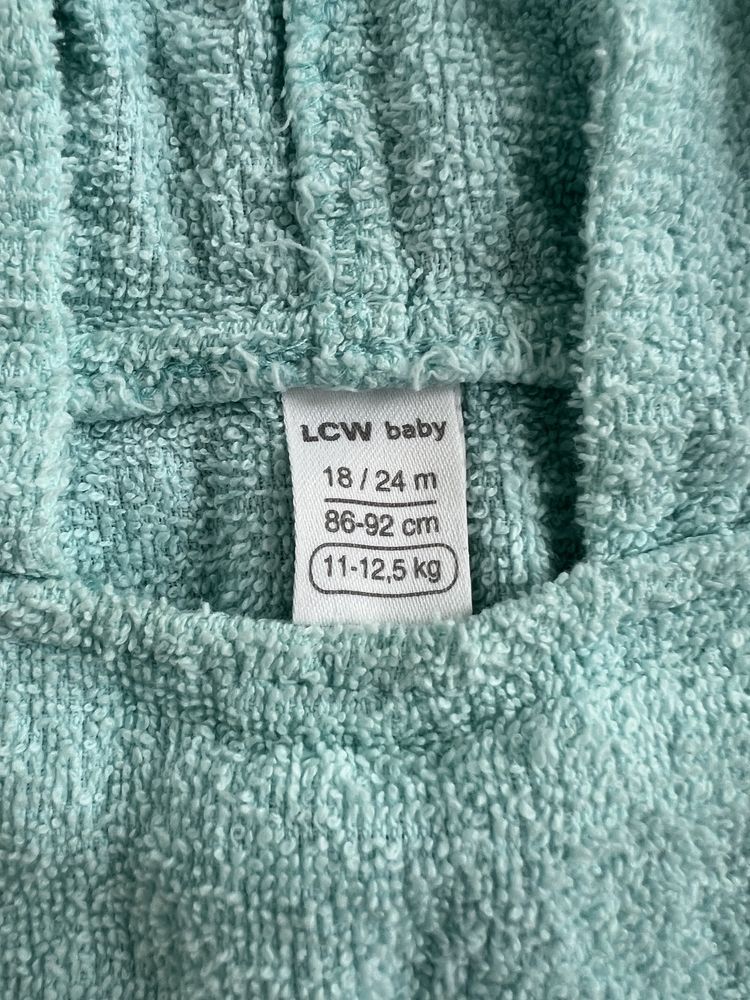 LCW baby
18 / 24 m
86-92 cm
11-12,5 kg